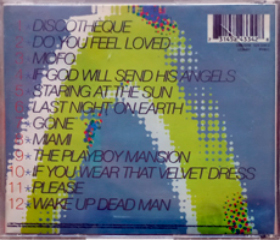 1 DISCOTHEQUE
2 DO YOU FEEL LOVED
3 MOFO
4 IF GOD WILL SEND HIS ANGELS
5 STARING AT THE SUN
6 LAST NIGHT ON EARTH
7 GONE
8 MIAMI
9 THE PLAYBOY MANSION
10 IF YOU WEAR THAT VELVET DRESS
11 PLEASE
12 WAKE UP DEAD MAN